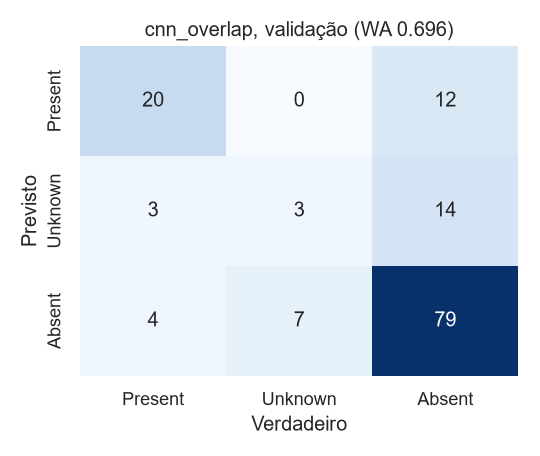 cnn_overlap, validação (WA 0.696)
Previsto
Present
20 0 12
Unknown
3 3 14
Absent
4 7 79
Present Unknown Absent
Verdadeiro